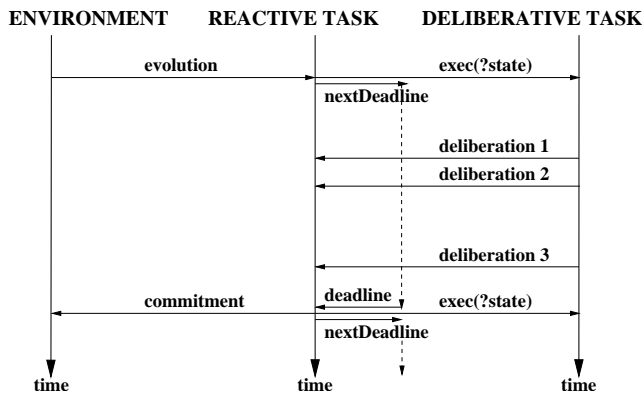 ENVIRONMENT REACTIVE TASK DELIBERATIVE TASK
evolution exec(?state)
nextDeadline
deliberation 1
deliberation 2
deliberation 3
deadline
commitment exec(?state)
nextDeadline
time time time